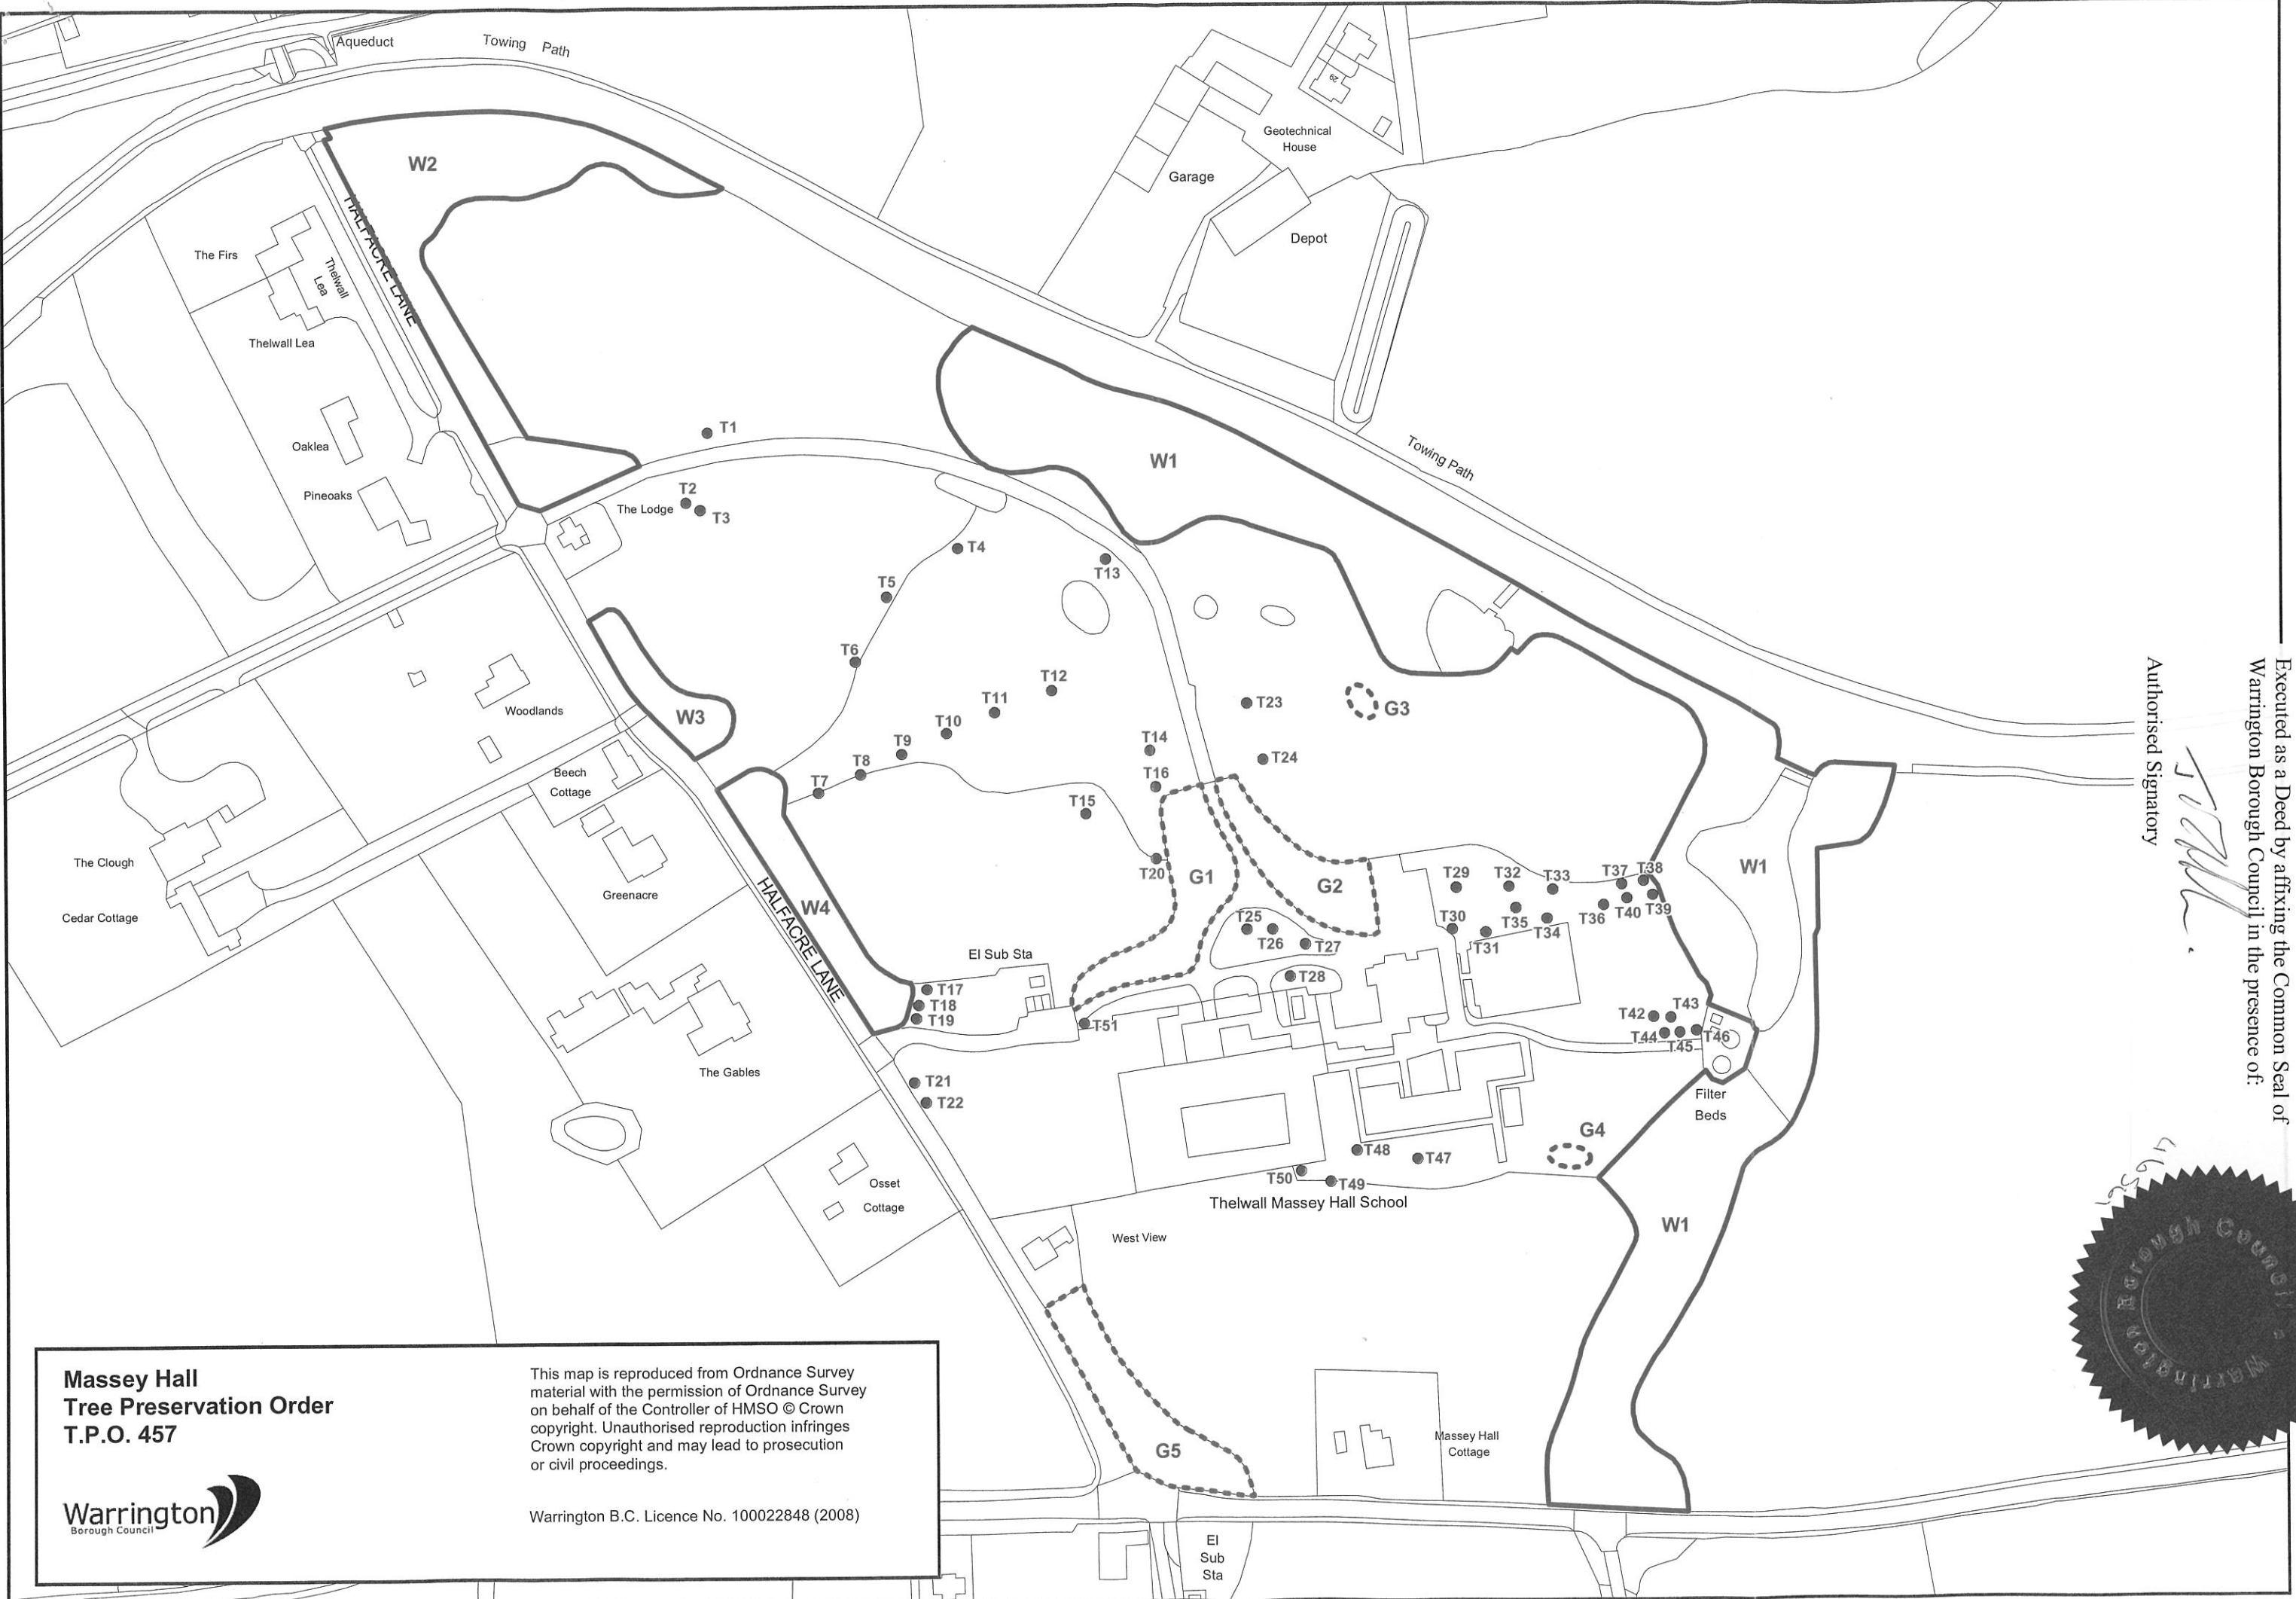 Aqueduct
Towing Path
W2
HALFACRE LANE
The Firs
Thelwall
Lea
Thelwall Lea
Oaklea
Pineoaks
29
Geotechnical
House
Garage
Depot
Towing Path
T1
W1
T2
The Lodge
T3
T4
T13
T5
T6
T12
T11
T10
T9
T8
T7
T14
T16
T15
T20
T23
G3
T24
W3
Woodlands
Beech
Cottage
The Clough
Cedar Cottage
Greenacre
W4
HALFACRE LANE
G1
G2
T25
T26
T27
T28
T29
T32
T33
T37
T38
T30
T35
T36
T40
T39
T31
T34
W1
El Sub Sta
T17
T18
T19
T51
T42
T43
T44
T45
T46
The Gables
T21
T22
Filter
Beds
G4
T48
T47
T50
T49
Thelwall Massey Hall School
Osset
Cottage
West View
W1
G5
Massey Hall
Cottage
El
Sub
Sta
Executed as a Deed by affixing the Common Seal of
Warrington Borough Council in the presence of:
Authorised Signatory
Warrington Borough Council
Massey Hall
Tree Preservation Order
T.P.O. 457
Warrington
Borough Council
This map is reproduced from Ordnance Survey
material with the permission of Ordnance Survey
on behalf of the Controller of HMSO © Crown
copyright. Unauthorised reproduction infringes
Crown copyright and may lead to prosecution
or civil proceedings.
Warrington B.C. Licence No. 100022848 (2008)